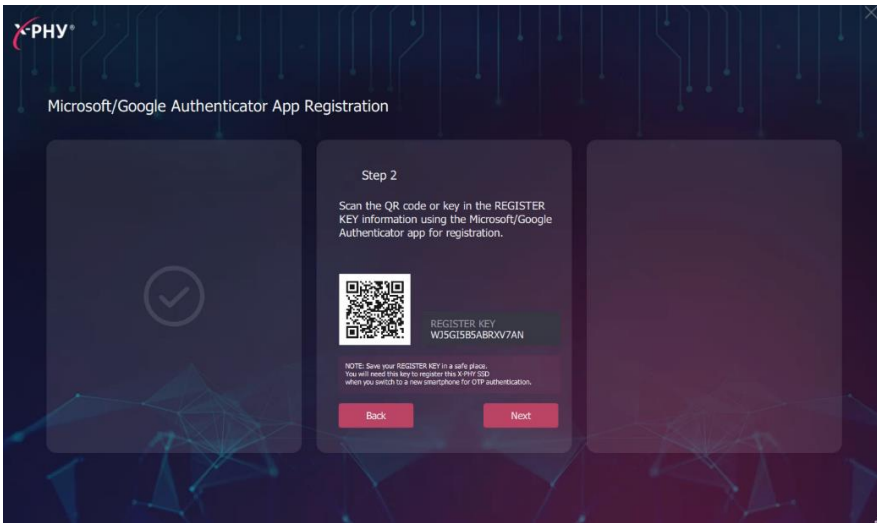 X-PHY®
Microsoft/Google Authenticator App Registration
Step 2
Scan the QR code or key in the REGISTER
KEY information using the Microsoft/Google
Authenticator app for registration.
REGISTER KEY
WJ5GI5B5ABRXV7AN
NOTE: Save your REGISTER KEY in a safe place.
You will need this key to register this X-PHY SSD
when you switch to a new smartphone for OTP authentication.
Back
Next